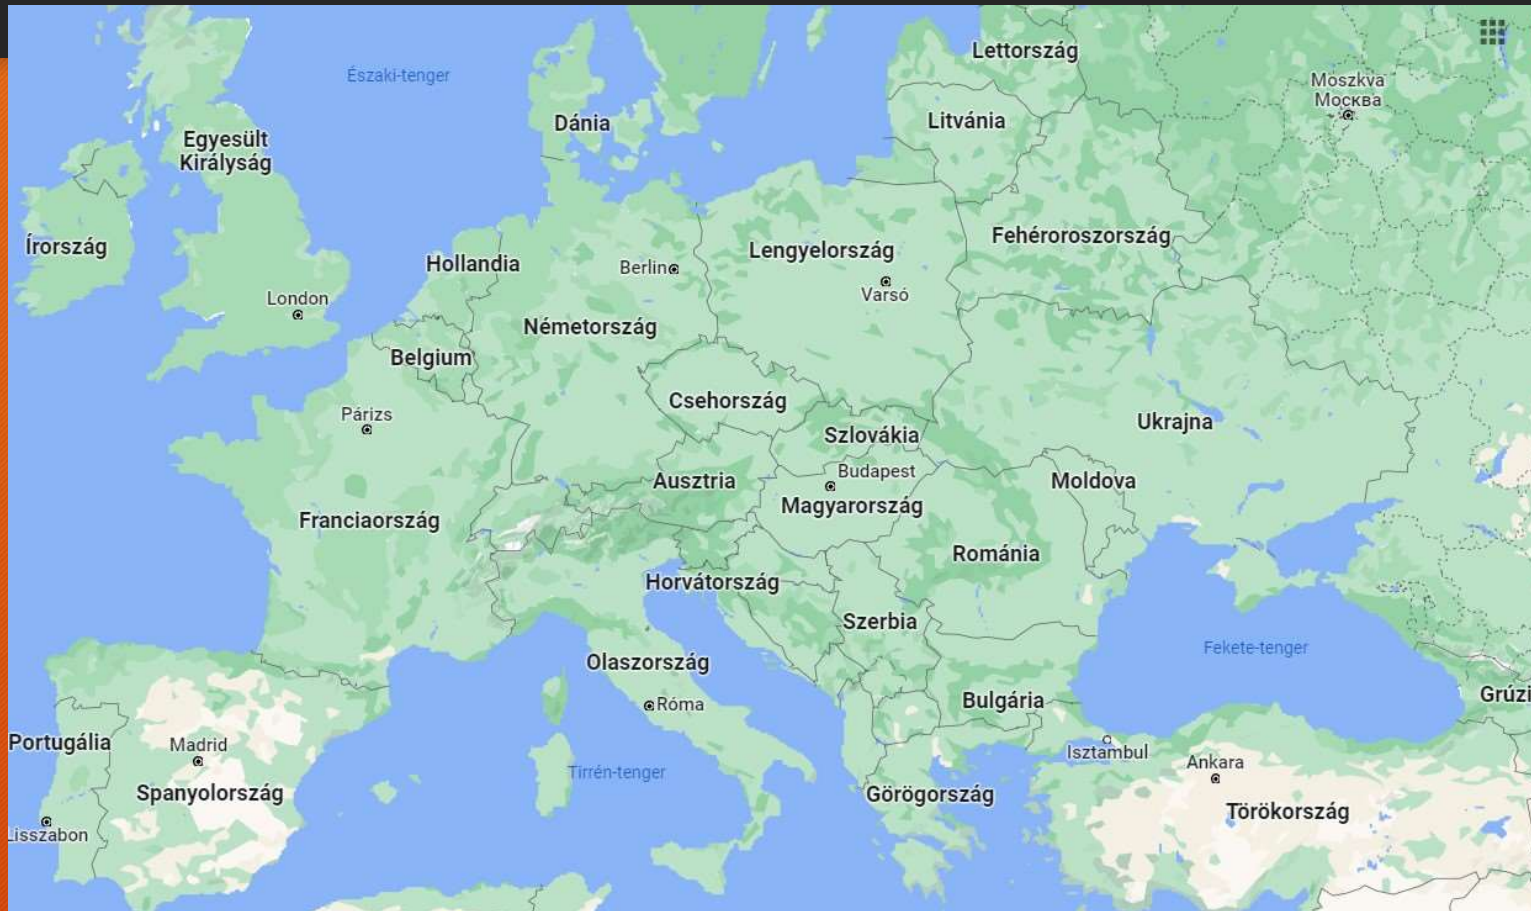 Lettország
Északi-tenger
Moszkva
Москва
Dánia
Litvánia
Egyesült
Királyság
Írország
Fehéroroszország
Hollandia
Lengyelország
Berlin
Varsó
London
Németország
Belgium
Csehország
Párizs
Ukrajna
Szlovákia
Budapest
Ausztria
Moldova
Magyarország
Franciaország
Románia
Horvátország
Szerbia
Fekete-tenger
Olaszország
Grúzi
Bulgária
Róma
Portugália
Madrid
Isztambul
Ankara
Tirrén-tenger
Spanyolország
Görögország
Törökország
Lisszabon